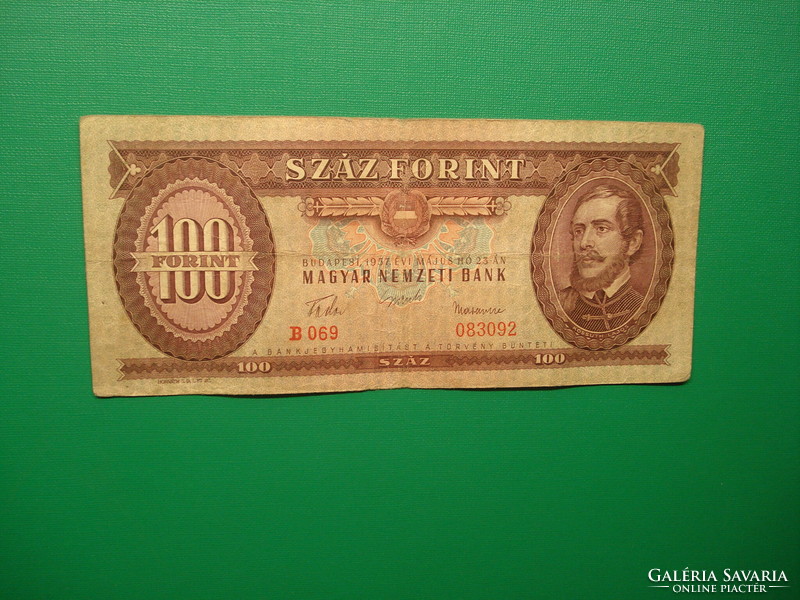 SZÁZ FORINT
100
FORINT
BUDAPEST, 1957. ÉVI MÁJUS HÓ 23-ÁN
MAGYAR NEMZETI BANK
B 069
083092
A BANKJEGYHAMISÍTÁST A TÖRVÉNY BÜNTETI
100 SZÁZ 100
GALÉRIA SAVARIA
ONLINE PIACTÉR